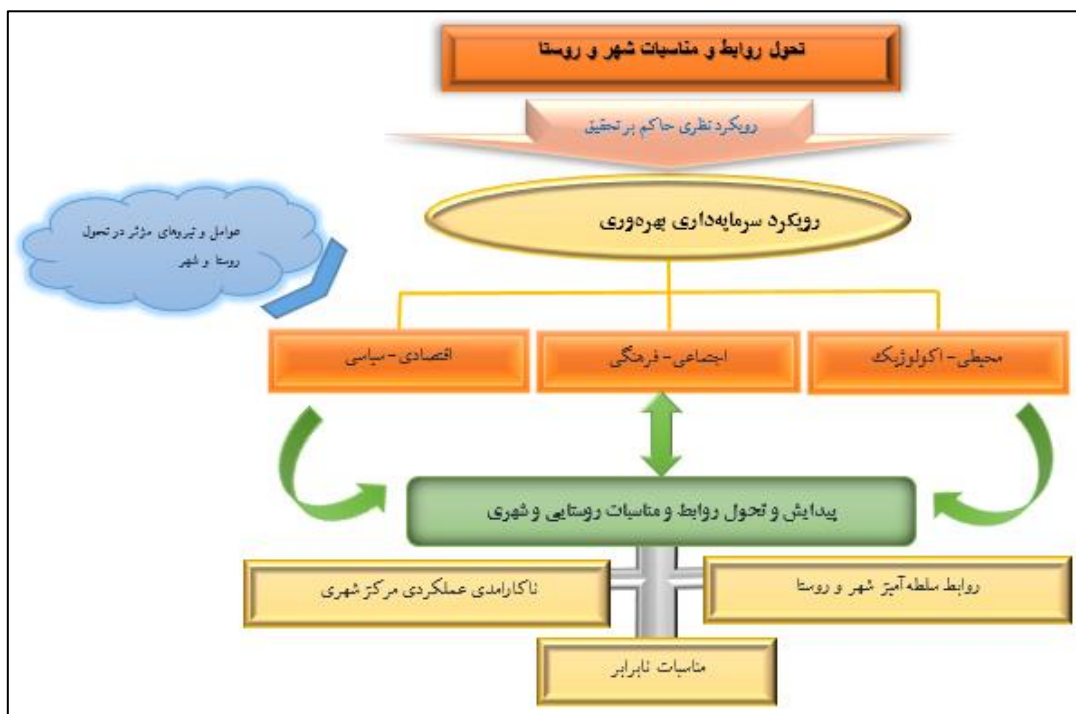 تحول روابط و مناسبات شهر و روستا
رویکرد نظری حاکم بر تحقیق
رویکرد سرمایه‌داری بهره‌وری
عوامل و نیروهای مؤثر در تحول
روستا و شهر
محیطی-اکولوژیک
اجتماعی-فرهنگی
اقتصادی-سیاسی
پیدایش و تحول روابط و مناسبات روستایی و شهری
روابط سلطه‌آمیز شهر و روستا
ناکارامدی عملکردی مرکز شهری
مناسبات نابرابر